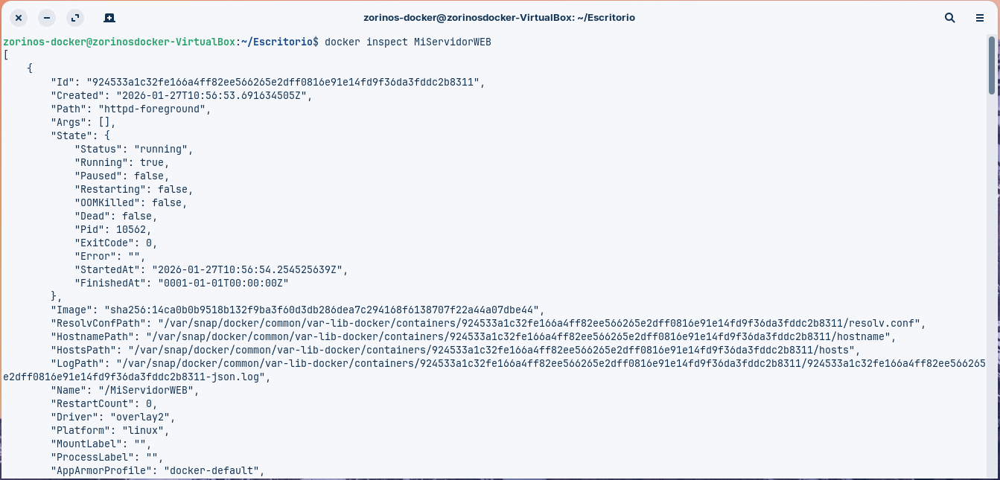 zorinos-docker@zorinosdocker-VirtualBox: ~/Escritorio
zorinos-docker@zorinosdocker-VirtualBox:~/Escritorio$ docker inspect MiServidorWEB
[
    {
        "Id": "924533a1c32fe166a4ff82ee566265e2dff0816e91e14fd9f36da3fddc2b8311",
        "Created": "2026-01-27T10:56:53.691634505Z",
        "Path": "httpd-foreground",
        "Args": [],
        "State": {
            "Status": "running",
            "Running": true,
            "Paused": false,
            "Restarting": false,
            "OOMKilled": false,
            "Dead": false,
            "Pid": 10562,
            "ExitCode": 0,
            "Error": "",
            "StartedAt": "2026-01-27T10:56:54.254525639Z",
            "FinishedAt": "0001-01-01T00:00:00Z"
        },
        "Image": "sha256:14ca0b0b9518b132f9ba3f60d3db286dea7c294168f6138707f22a44a07dbe44",
        "ResolvConfPath": "/var/snap/docker/common/var-lib-docker/containers/924533a1c32fe166a4ff82ee566265e2dff0816e91e14fd9f36da3fddc2b8311/resolv.conf",
        "HostnamePath": "/var/snap/docker/common/var-lib-docker/containers/924533a1c32fe166a4ff82ee566265e2dff0816e91e14fd9f36da3fddc2b8311/hostname",
        "HostsPath": "/var/snap/docker/common/var-lib-docker/containers/924533a1c32fe166a4ff82ee566265e2dff0816e91e14fd9f36da3fddc2b8311/hosts",
        "LogPath": "/var/snap/docker/common/var-lib-docker/containers/924533a1c32fe166a4ff82ee566265e2dff0816e91e14fd9f36da3fddc2b8311/924533a1c32fe166a4ff82ee566265
e2dff0816e91e14fd9f36da3fddc2b8311-json.log",
        "Name": "/MiServidorWEB",
        "RestartCount": 0,
        "Driver": "overlay2",
        "Platform": "linux",
        "MountLabel": "",
        "ProcessLabel": "",
        "AppArmorProfile": "docker-default",